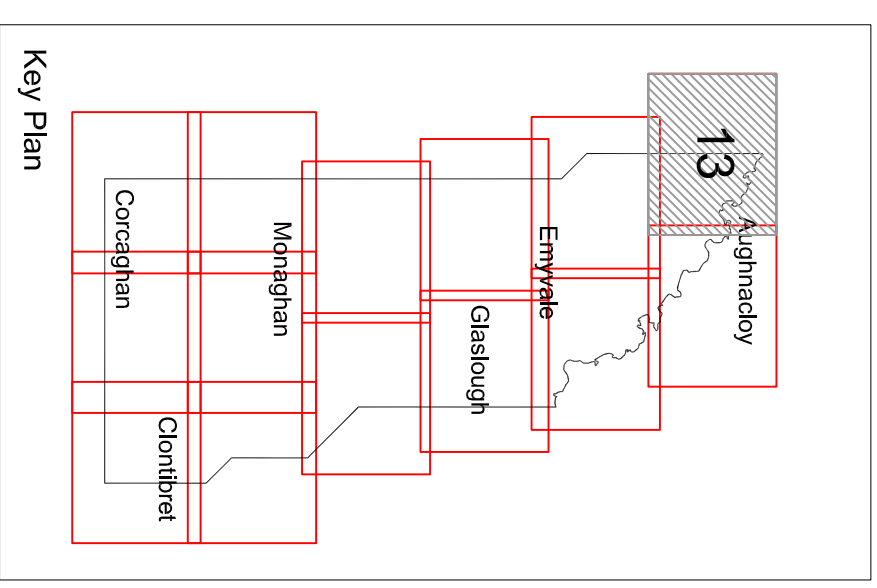 Key Plan
13
Aughnacloy
Emyvale
Glaslough
Monaghan
Corcaghan
Clontibret